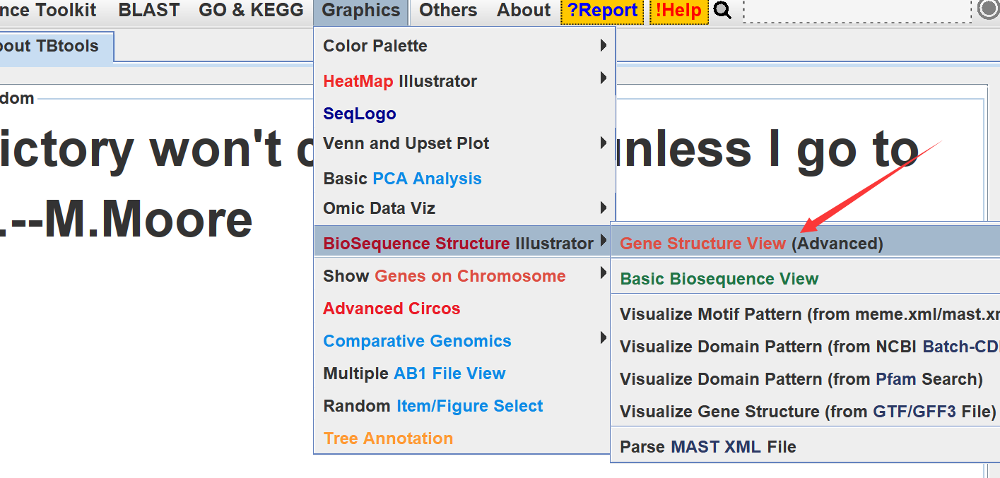 nce Toolkit BLAST GO & KEGG Graphics Others About ?Report !Help
bout TBtools
dom
ictory won't unless I go to
.--M.Moore
Color Palette
HeatMap Illustrator
SeqLogo
Venn and Upset Plot
Basic PCA Analysis
Omic Data Viz
BioSequence Structure Illustrator
Show Genes on Chromosome
Advanced Circos
Comparative Genomics
Multiple AB1 File View
Random Item/Figure Select
Tree Annotation
Gene Structure View (Advanced)
Basic Biosequence View
Visualize Motif Pattern (from meme.xml/mast.xm
Visualize Domain Pattern (from NCBI Batch-CD
Visualize Domain Pattern (from Pfam Search)
Visualize Gene Structure (from GTF/GFF3 File)
Parse MAST XML File